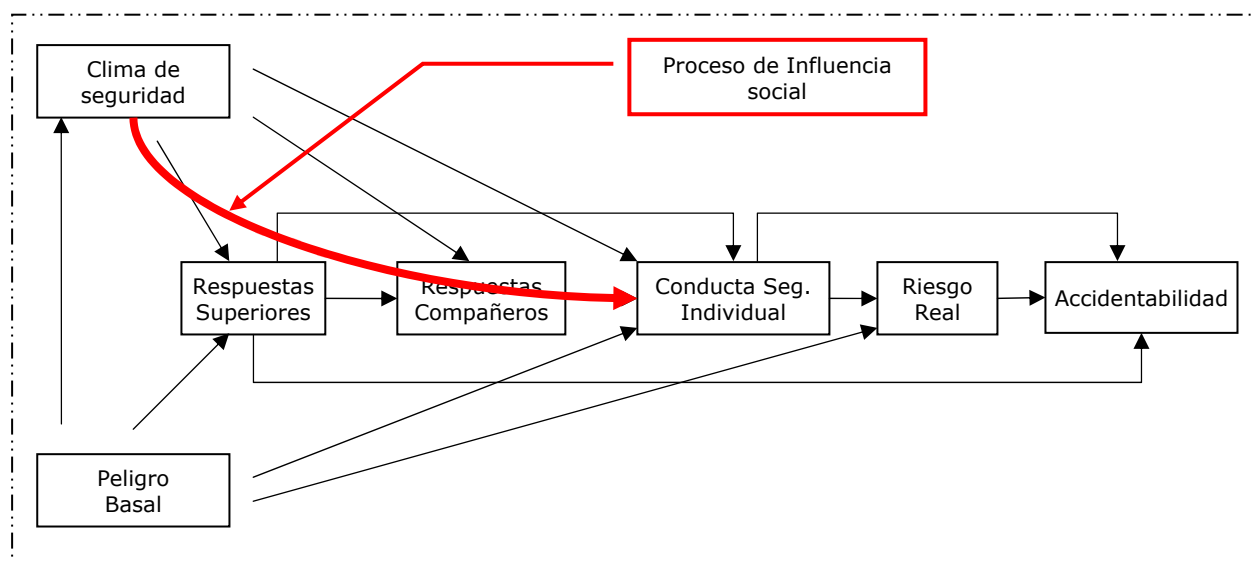 Clima de
seguridad
Proceso de Influencia
social
Respuestas
Superiores
Respuestas
Compañeros
Conducta Seg.
Individual
Riesgo
Real
Accidentabilidad
Peligro
Basal